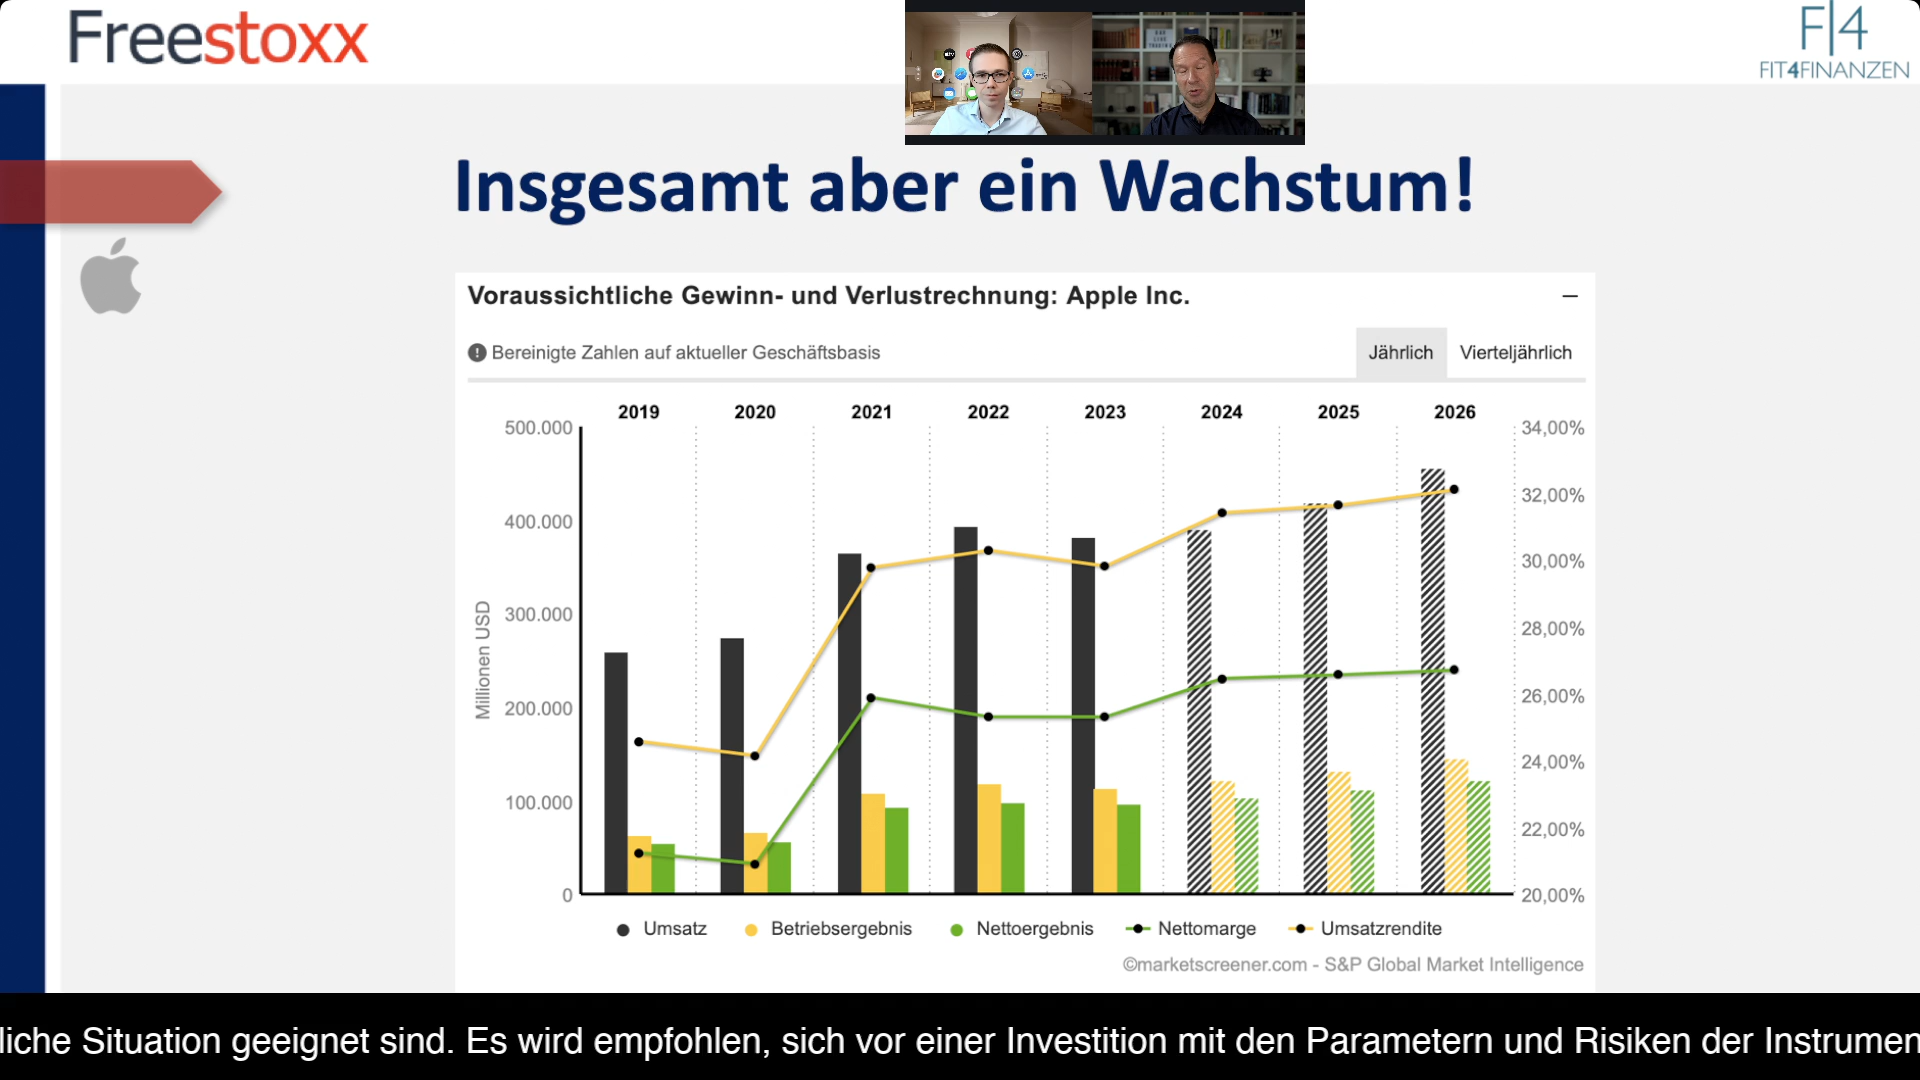 Freestoxx
F|4
FIT4FINANZEN
Insgesamt aber ein Wachstum!
Voraussichtliche Gewinn- und Verlustrechnung: Apple Inc.
Bereinigte Zahlen auf aktueller Geschäftsbasis
Jährlich
Vierteljährlich
2019 2020 2021 2022 2023 2024 2025 2026
500.000
400.000
300.000
200.000
100.000
0
Millionen USD
34,00%
32,00%
30,00%
28,00%
26,00%
24,00%
22,00%
20,00%
Umsatz Betriebsergebnis Nettoergebnis Nettomarge Umsatzrendite
©marketscreener.com - S&P Global Market Intelligence
liche Situation geeignet sind. Es wird empfohlen, sich vor einer Investition mit den Parametern und Risiken der Instrumen